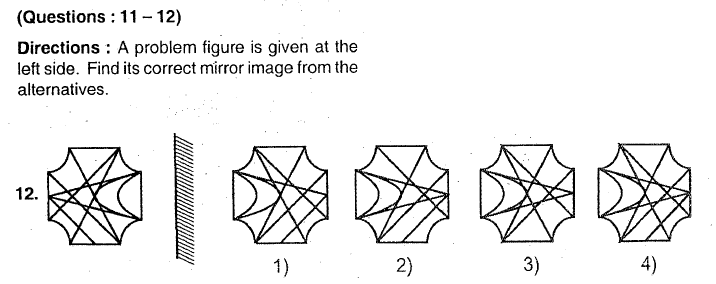 (Questions : 11 – 12)
Directions : A problem figure is given at the
left side. Find its correct mirror image from the
alternatives.
12.
1) 2) 3) 4)